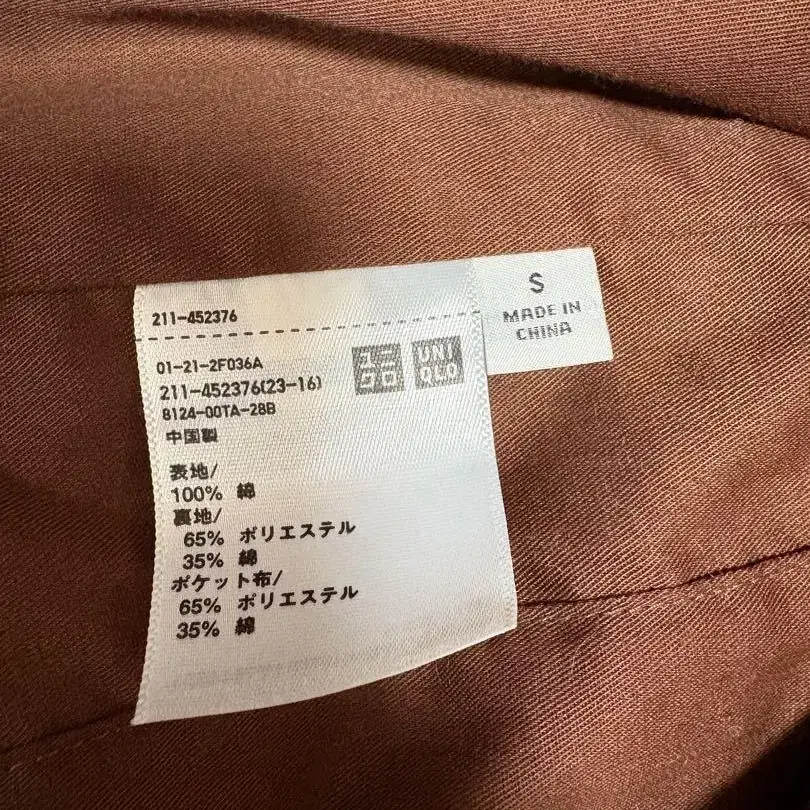 211-452376
01-21-2F036A
211-452376(23-16)
8124-00TA-28B
中国製
表地/
100% 綿
裏地/
65% ポリエステル
35% 綿
ポケット布/
65% ポリエステル
35% 綿
ユニ
クロ
UNI
QLO
S
MADE IN
CHINA